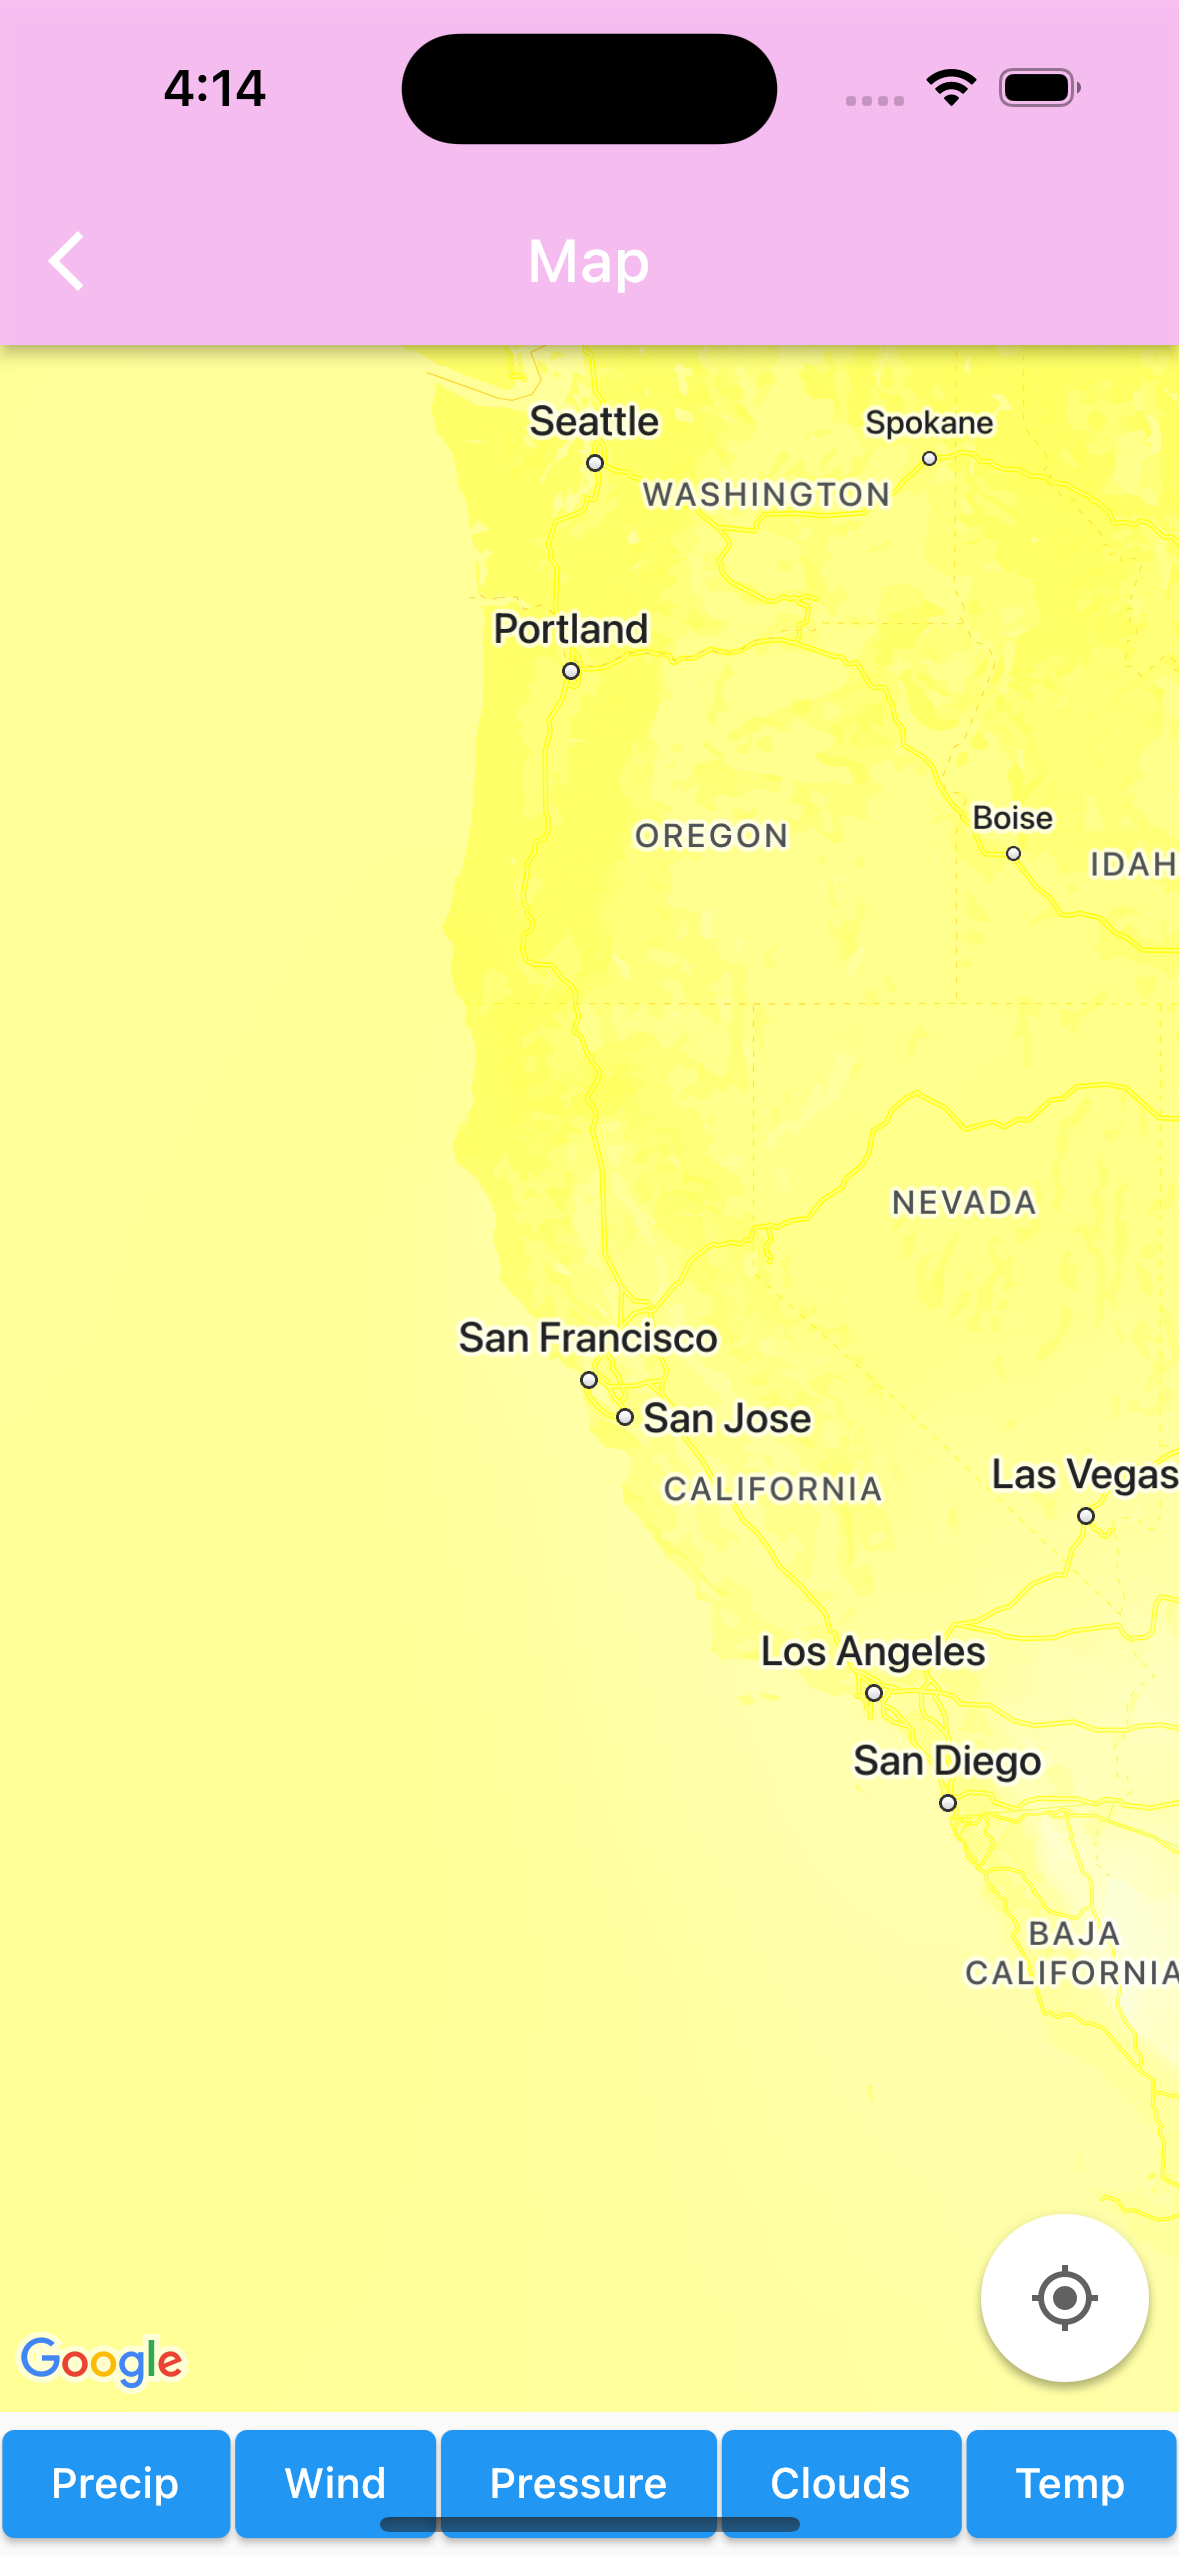 4:14
Map
Seattle
Spokane
WASHINGTON
Portland
Boise
OREGON
IDAH
NEVADA
San Francisco
San Jose
Las Vegas
CALIFORNIA
Los Angeles
San Diego
BAJA
CALIFORNIA
Google
Precip
Wind
Pressure
Clouds
Temp